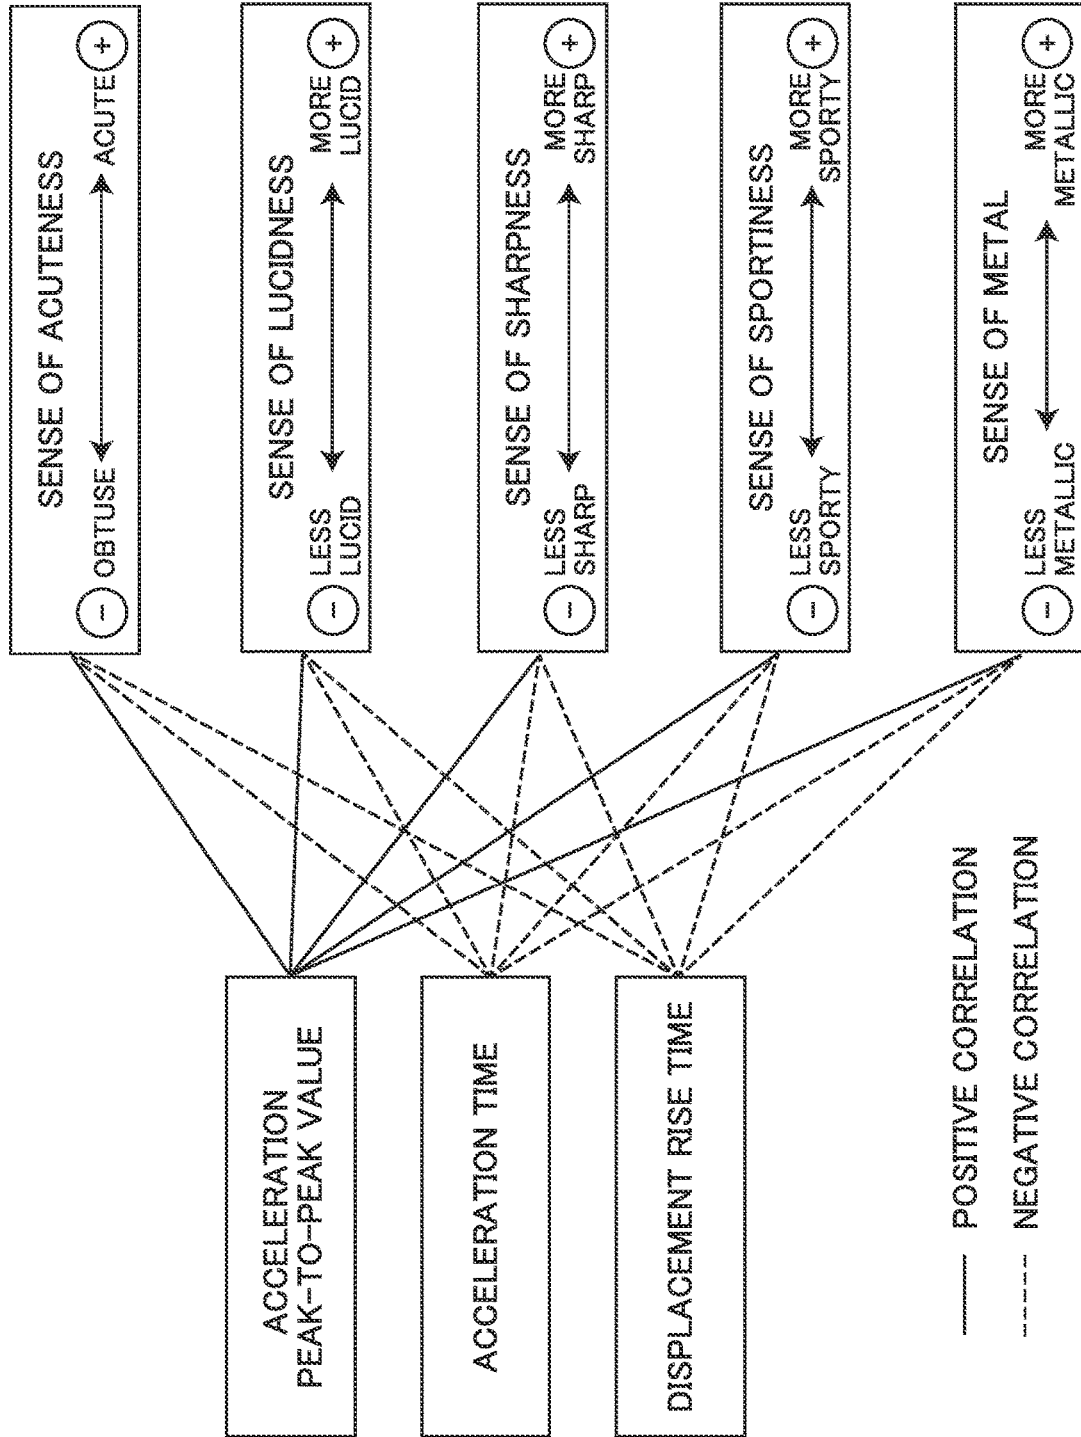 ACCELERATION
PEAK-TO-PEAK VALUE
ACCELERATION TIME
DISPLACEMENT RISE TIME
SENSE OF ACUTENESS
- OBTUSE ACUTE +
SENSE OF LUCIDNESS
- LESS LUCID MORE LUCID +
SENSE OF SHARPNESS
- LESS SHARP MORE SHARP +
SENSE OF SPORTINESS
- LESS SPORTY MORE SPORTY +
SENSE OF METAL
- LESS METALLIC MORE METALLIC +
POSITIVE CORRELATION
NEGATIVE CORRELATION